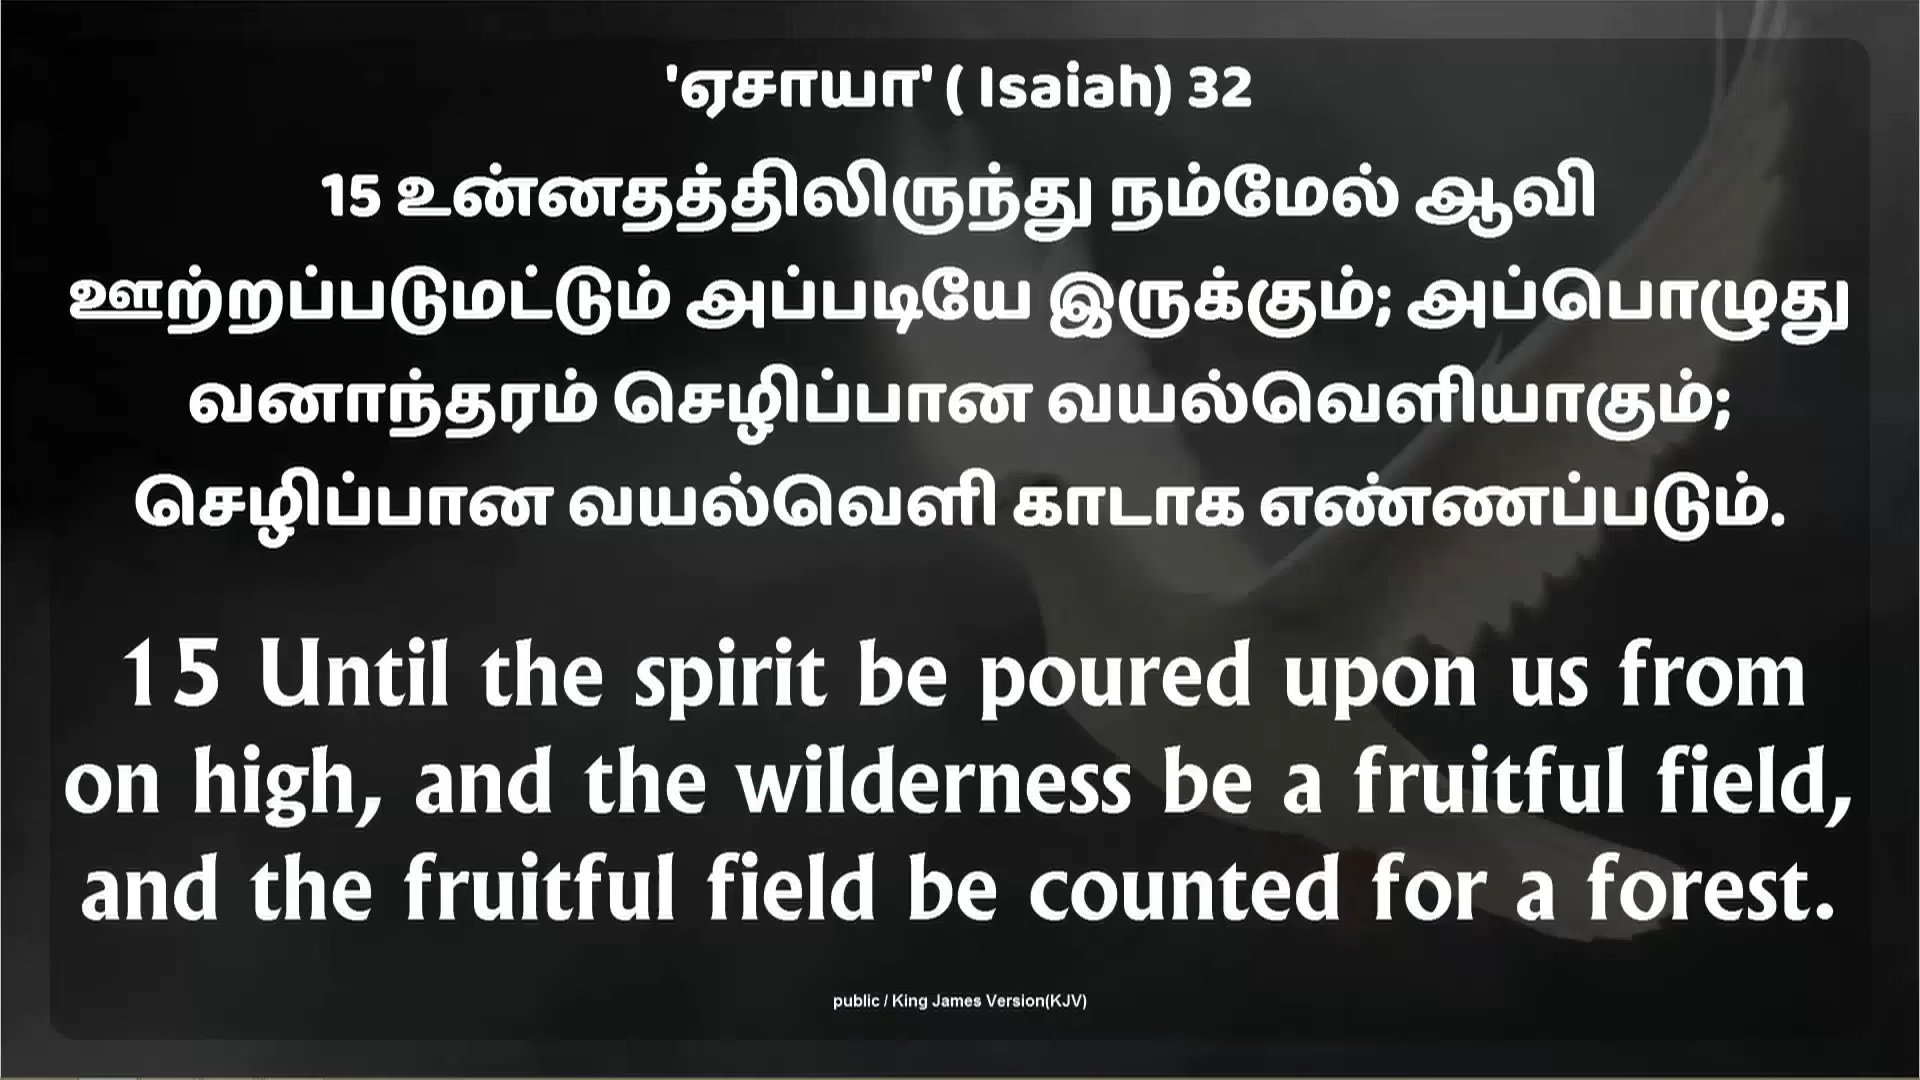 'ஏசாயா' ( Isaiah) 32
15 உன்னதத்திலிருந்து நம்மேல் ஆவி
ஊற்றப்படுமட்டும் அப்படியே இருக்கும்; அப்பொழுது
வனாந்தரம் செழிப்பான வயல்வெளியாகும்;
செழிப்பான வயல்வெளி காடாக எண்ணப்படும்.
15 Until the spirit be poured upon us from
on high, and the wilderness be a fruitful field,
and the fruitful field be counted for a forest.
public / King James Version(KJV)